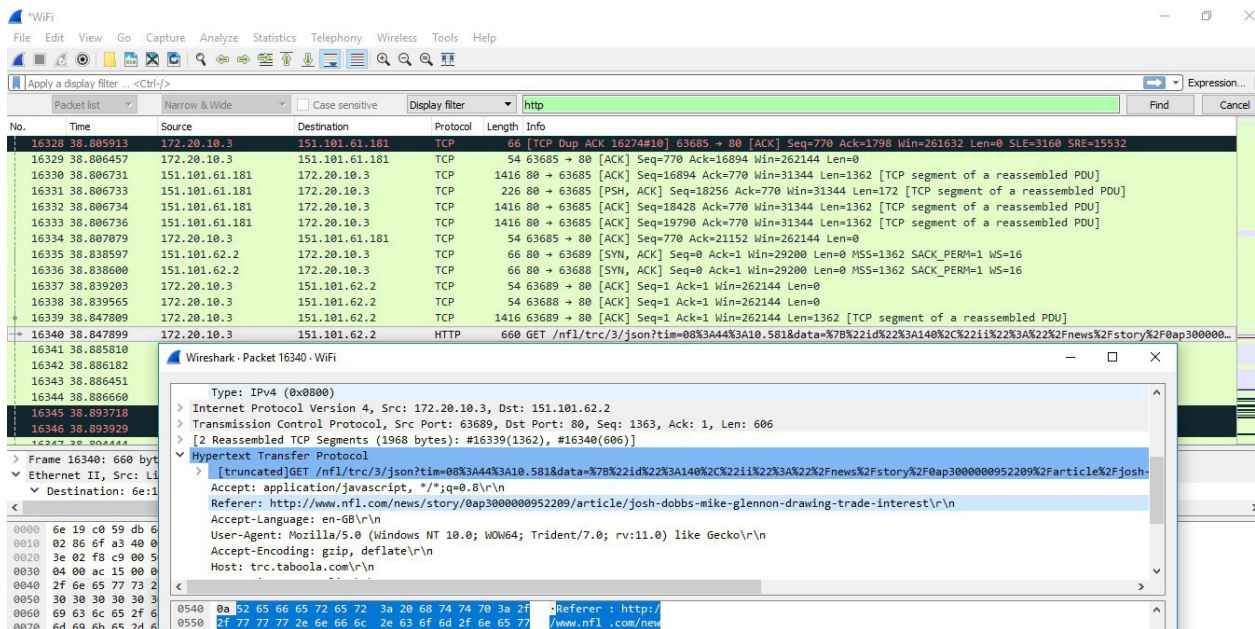 *WiFi
File Edit View Go Capture Analyze Statistics Telephony Wireless Tools Help
Apply a display filter ... <Ctrl-/> Expression...
Packet list Narrow & Wide Case sensitive Display filter http Find Cancel
No. Time Source Destination Protocol Length Info
16328 38.805913 172.20.10.3 151.101.61.181 TCP 66 [TCP Dup ACK 16274#10] 63685 → 80 [ACK] Seq=770 Ack=1798 Win=261632 Len=0 SLE=3160 SRE=15532
16329 38.806457 172.20.10.3 151.101.61.181 TCP 54 63685 → 80 [ACK] Seq=770 Ack=16894 Win=262144 Len=0
16330 38.806731 151.101.61.181 172.20.10.3 TCP 1416 80 → 63685 [ACK] Seq=16894 Ack=770 Win=31344 Len=1362 [TCP segment of a reassembled PDU]
16331 38.806733 151.101.61.181 172.20.10.3 TCP 226 80 → 63685 [PSH, ACK] Seq=18256 Ack=770 Win=31344 Len=172 [TCP segment of a reassembled PDU]
16332 38.806734 151.101.61.181 172.20.10.3 TCP 1416 80 → 63685 [ACK] Seq=18428 Ack=770 Win=31344 Len=1362 [TCP segment of a reassembled PDU]
16333 38.806736 151.101.61.181 172.20.10.3 TCP 1416 80 → 63685 [ACK] Seq=19790 Ack=770 Win=31344 Len=1362 [TCP segment of a reassembled PDU]
16334 38.807079 172.20.10.3 151.101.61.181 TCP 54 63685 → 80 [ACK] Seq=770 Ack=21152 Win=262144 Len=0
16335 38.838597 151.101.62.2 172.20.10.3 TCP 66 80 → 63689 [SYN, ACK] Seq=0 Ack=1 Win=29200 Len=0 MSS=1362 SACK_PERM=1 WS=16
16336 38.838600 151.101.62.2 172.20.10.3 TCP 66 80 → 63688 [SYN, ACK] Seq=0 Ack=1 Win=29200 Len=0 MSS=1362 SACK_PERM=1 WS=16
16337 38.839203 172.20.10.3 151.101.62.2 TCP 54 63689 → 80 [ACK] Seq=1 Ack=1 Win=262144 Len=0
16338 38.839565 172.20.10.3 151.101.62.2 TCP 54 63688 → 80 [ACK] Seq=1 Ack=1 Win=262144 Len=0
16339 38.847809 172.20.10.3 151.101.62.2 TCP 1416 63689 → 80 [ACK] Seq=1 Ack=1 Win=262144 Len=1362 [TCP segment of a reassembled PDU]
16340 38.847899 172.20.10.3 151.101.62.2 HTTP 660 GET /nfl/trc/3/json?tim=08%3A44%3A10.581&data=%7B%22id%22%3A140%2C%22ii%22%3A%22%2Fnews%2Fstory%2F0ap300000...
16341 38.885810
16342 38.886182
16343 38.886451
16344 38.886660
16345 38.893718
16346 38.893929
Wireshark · Packet 16340 · WiFi
Type: IPv4 (0x0800)
Internet Protocol Version 4, Src: 172.20.10.3, Dst: 151.101.62.2
Transmission Control Protocol, Src Port: 63689, Dst Port: 80, Seq: 1363, Ack: 1, Len: 606
[2 Reassembled TCP Segments (1968 bytes): #16339(1362), #16340(606)]
Hypertext Transfer Protocol
[truncated]GET /nfl/trc/3/json?tim=08%3A44%3A10.581&data=%7B%22id%22%3A140%2C%22ii%22%3A%22%2Fnews%2Fstory%2F0ap3000000952209%2Farticle%2Fjosh-
Accept: application/javascript, */*;q=0.8\r\n
Referer: http://www.nfl.com/news/story/0ap3000000952209/article/josh-dobbs-mike-glennon-drawing-trade-interest\r\n
Accept-Language: en-GB\r\n
User-Agent: Mozilla/5.0 (Windows NT 10.0; WOW64; Trident/7.0; rv:11.0) like Gecko\r\n
Accept-Encoding: gzip, deflate\r\n
Host: trc.taboola.com\r\n
0540 0a 52 65 66 65 72 65 72 3a 20 68 74 74 70 3a 2f ·Referer : http:/
0550 2f 77 77 77 2e 6e 66 6c 2e 63 6f 6d 2f 6e 65 77 /www.nfl .com/new
Frame 16340: 660 byt
Ethernet II, Src: Li
Destination: 6e:1
0000 6e 19 c0 59 db 6
0010 02 86 6f a3 40 0
0020 3e 02 f8 c9 00 5
0030 04 00 ac 15 00 0
0040 2f 6e 65 77 73 2
0050 30 30 30 30 30 3
0060 69 63 6c 65 2f 6
0070 6d 69 6b 65 2d 6